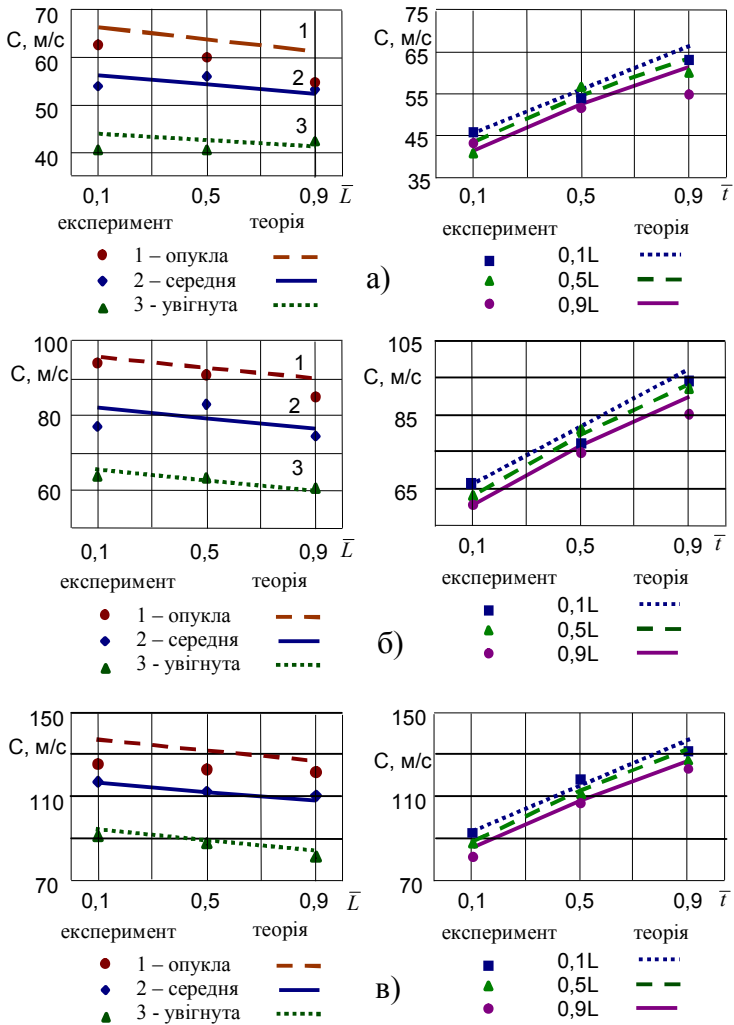 70
C, м/с
60
50
40
1
2
3
0,1
0,5
0,9
L̅
експеримент
теорія
1 – опукла
2 – середня
3 - увігнута
75
C, м/с
65
55
45
35
0,1
0,5
0,9
t̅
експеримент
теорія
0,1L
0,5L
0,9L
а)
100
C, м/с
80
60
1
2
3
0,1
0,5
0,9
L̅
експеримент
теорія
1 – опукла
2 – середня
3 - увігнута
105
C, м/с
85
65
0,1
0,5
0,9
t̅
експеримент
теорія
0,1L
0,5L
0,9L
б)
150
C, м/с
110
70
0,1
0,5
0,9
L̅
експеримент
теорія
1 – опукла
2 – середня
3 - увігнута
150
C, м/с
110
70
0,1
0,5
0,9
t̅
експеримент
теорія
0,1L
0,5L
0,9L
в)